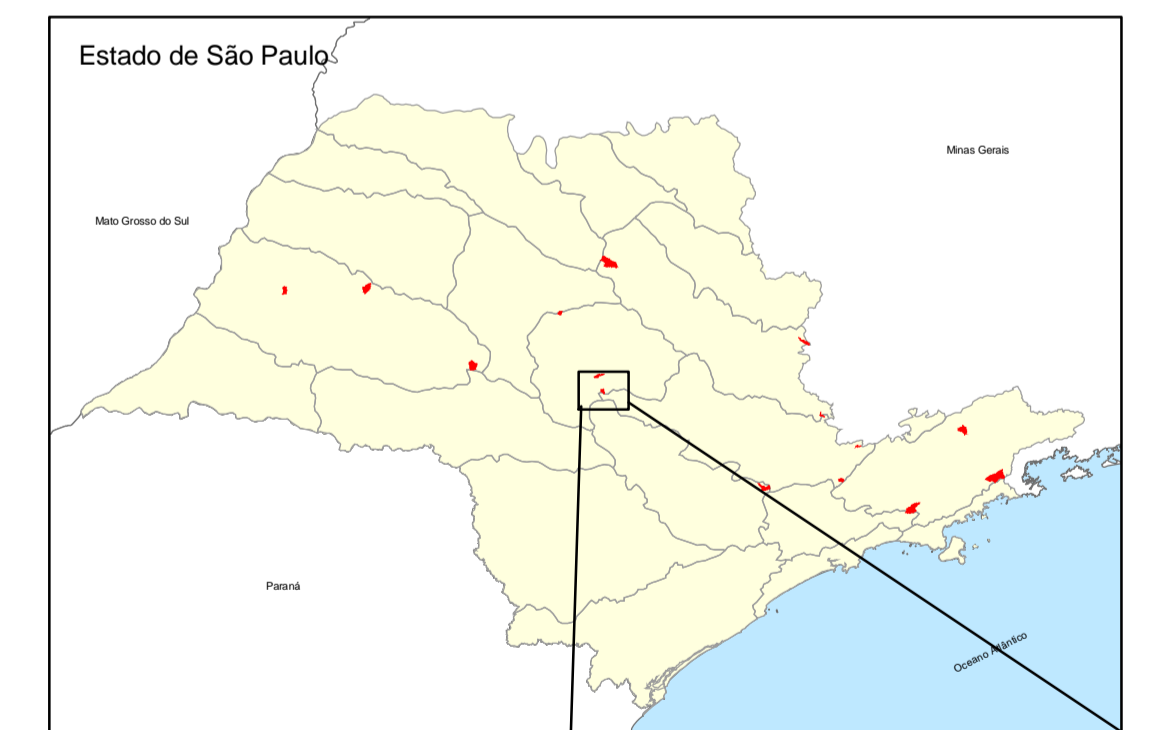 Estado de São Paulo
Minas Gerais
Mato Grosso do Sul
Paraná
Oceano Atlântico